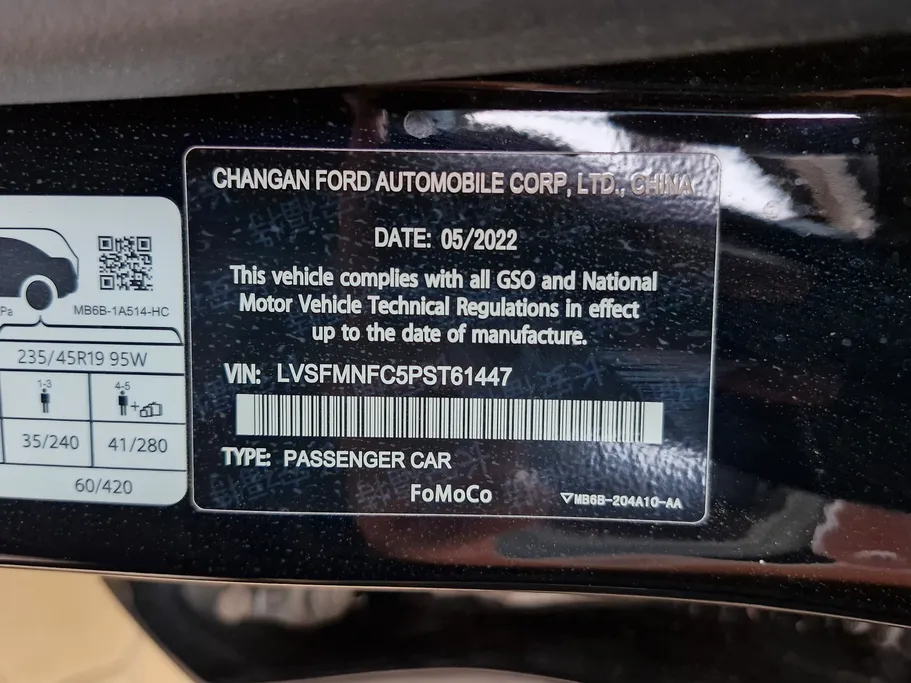 CHANGAN FORD AUTOMOBILE CORP, LTD., CHINA
DATE: 05/2022
This vehicle complies with all GSO and National
Motor Vehicle Technical Regulations in effect
up to the date of manufacture.
VIN: LVSFMNFC5PST61447
TYPE: PASSENGER CAR
FoMoCo
MB6B-204A10-AA
Pa
MB6B-1A514-HC
235/45R19 95W
1-3
4-5
+
35/240
41/280
60/420